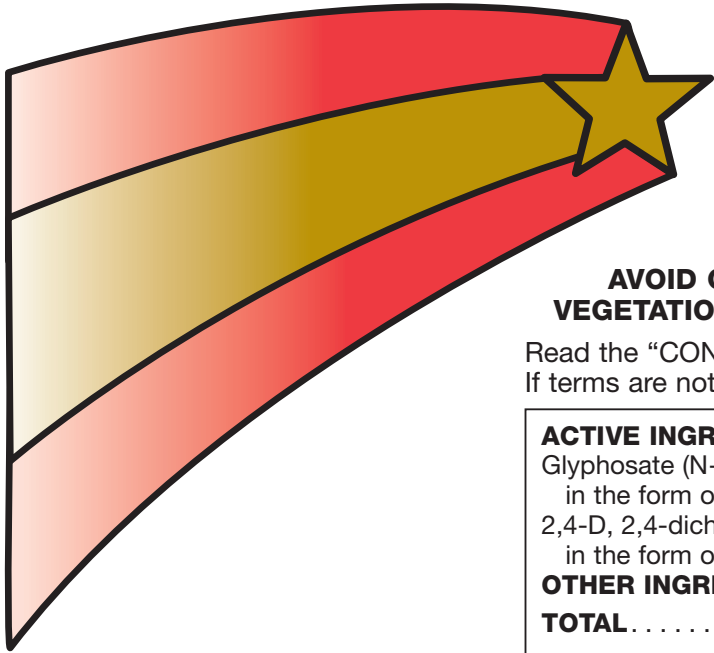 AVOID
VEGETATIO
Read the “CON
If terms are not
ACTIVE INGR
Glyphosate (N-
in the form o
2,4-D, 2,4-dich
in the form o
OTHER INGR
TOTAL . . . . . .